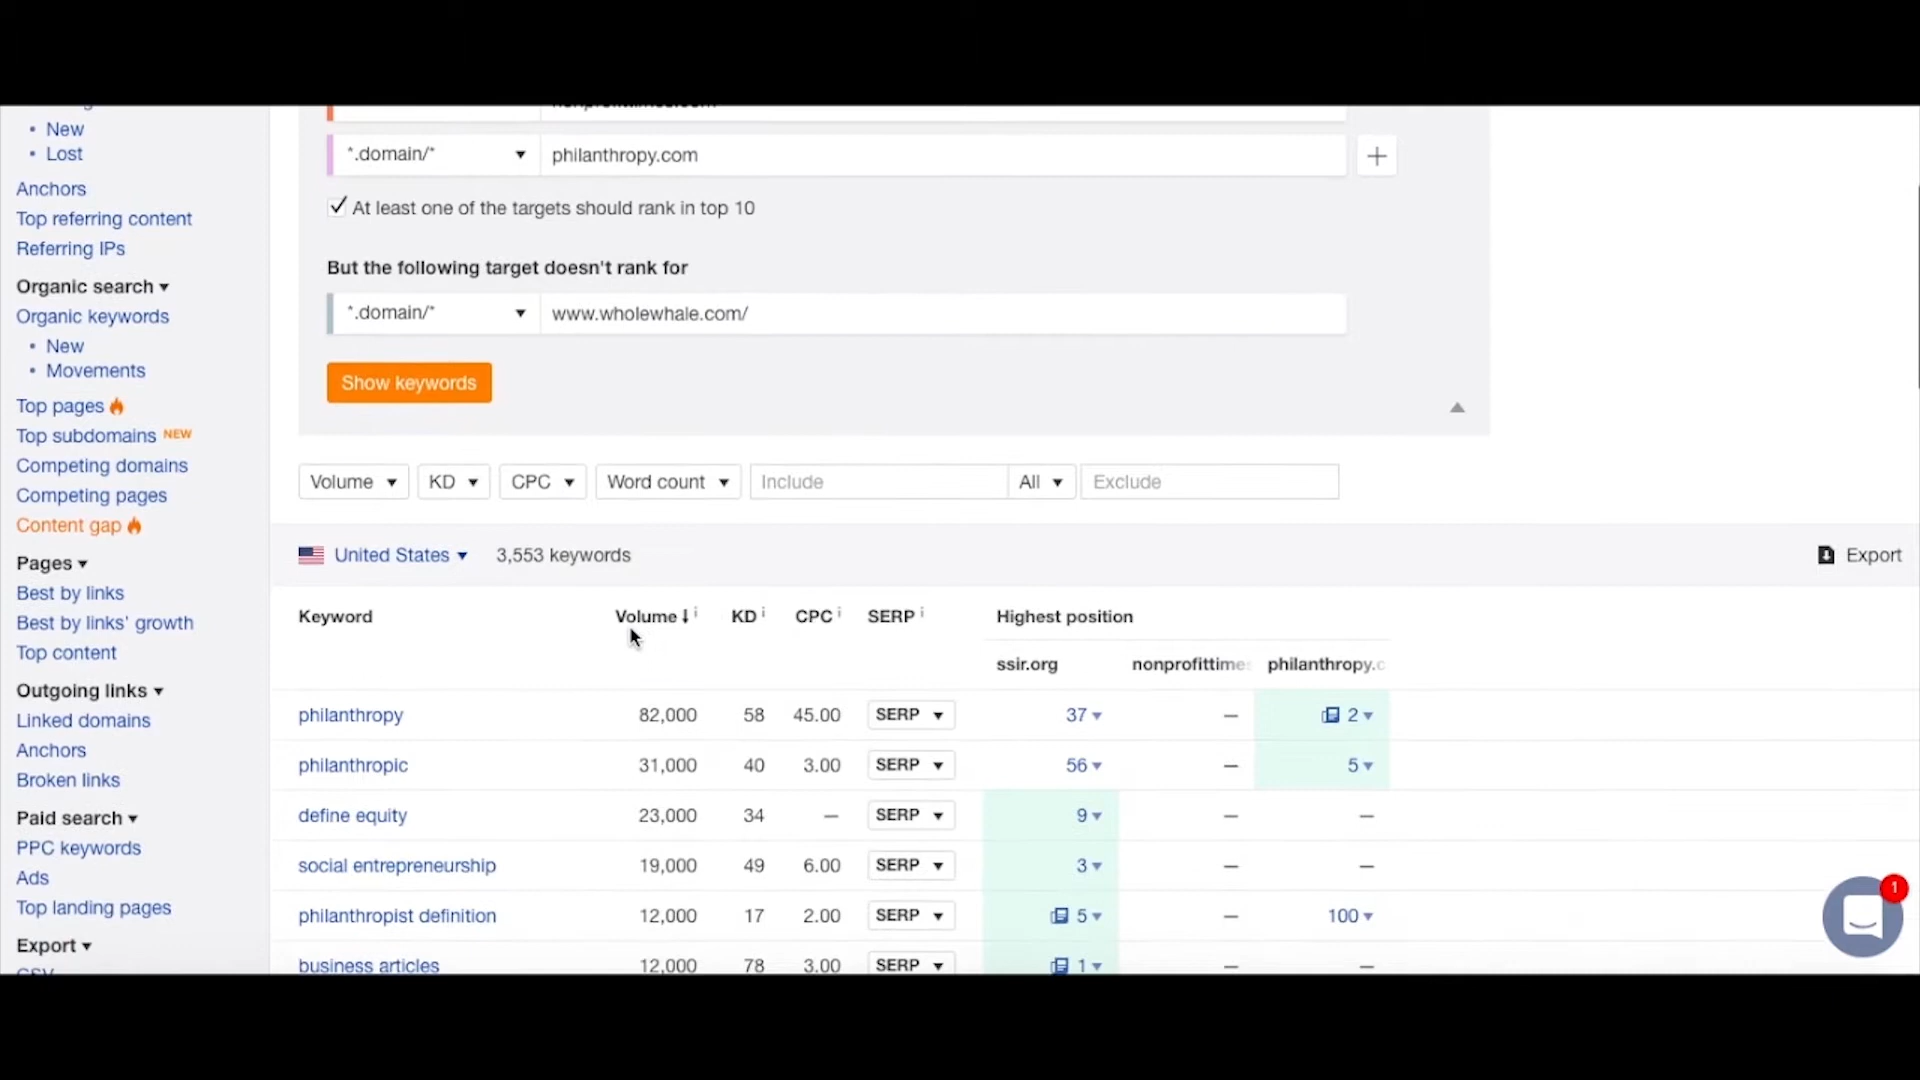 New
Lost
Anchors
Top referring content
Referring IPs
Organic search
Organic keywords
New
Movements
Top pages
Top subdomains NEW
Competing domains
Competing pages
Content gap
Pages
Best by links
Best by links' growth
Top content
Outgoing links
Linked domains
Anchors
Broken links
Paid search
PPC keywords
Ads
Top landing pages
Export
CSV
nonprofittimes.com
*.domain/* philanthropy.com
At least one of the targets should rank in top 10
But the following target doesn't rank for
*.domain/* www.wholewhale.com/
Show keywords
Volume KD CPC Word count Include All Exclude
United States 3,553 keywords Export
Keyword Volume KD CPC SERP Highest position
ssir.org nonprofittime philanthropy.c
philanthropy 82,000 58 45.00 SERP 37 — 2
philanthropic 31,000 40 3.00 SERP 56 — 5
define equity 23,000 34 — SERP 9 — —
social entrepreneurship 19,000 49 6.00 SERP 3 — —
philanthropist definition 12,000 17 2.00 SERP 5 — 100
business articles 12,000 78 3.00 SERP 1 — —
1